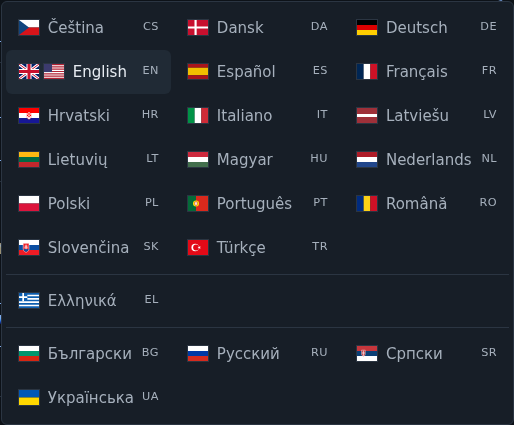 Čeština CS Dansk DA Deutsch DE
English EN Español ES Français FR
Hrvatski HR Italiano IT Latviešu LV
Lietuvių LT Magyar HU Nederlands NL
Polski PL Português PT Română RO
Slovenčina SK Türkçe TR
Ελληνικά EL
Български BG Русский RU Српски SR
Українська UA